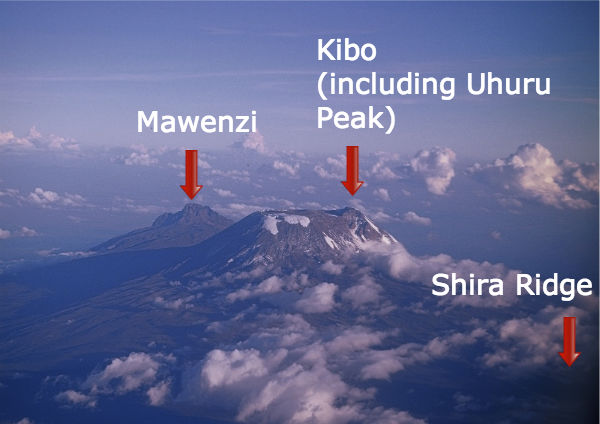 Kibo
(including Uhuru
Peak)
Mawenzi
Shira Ridge